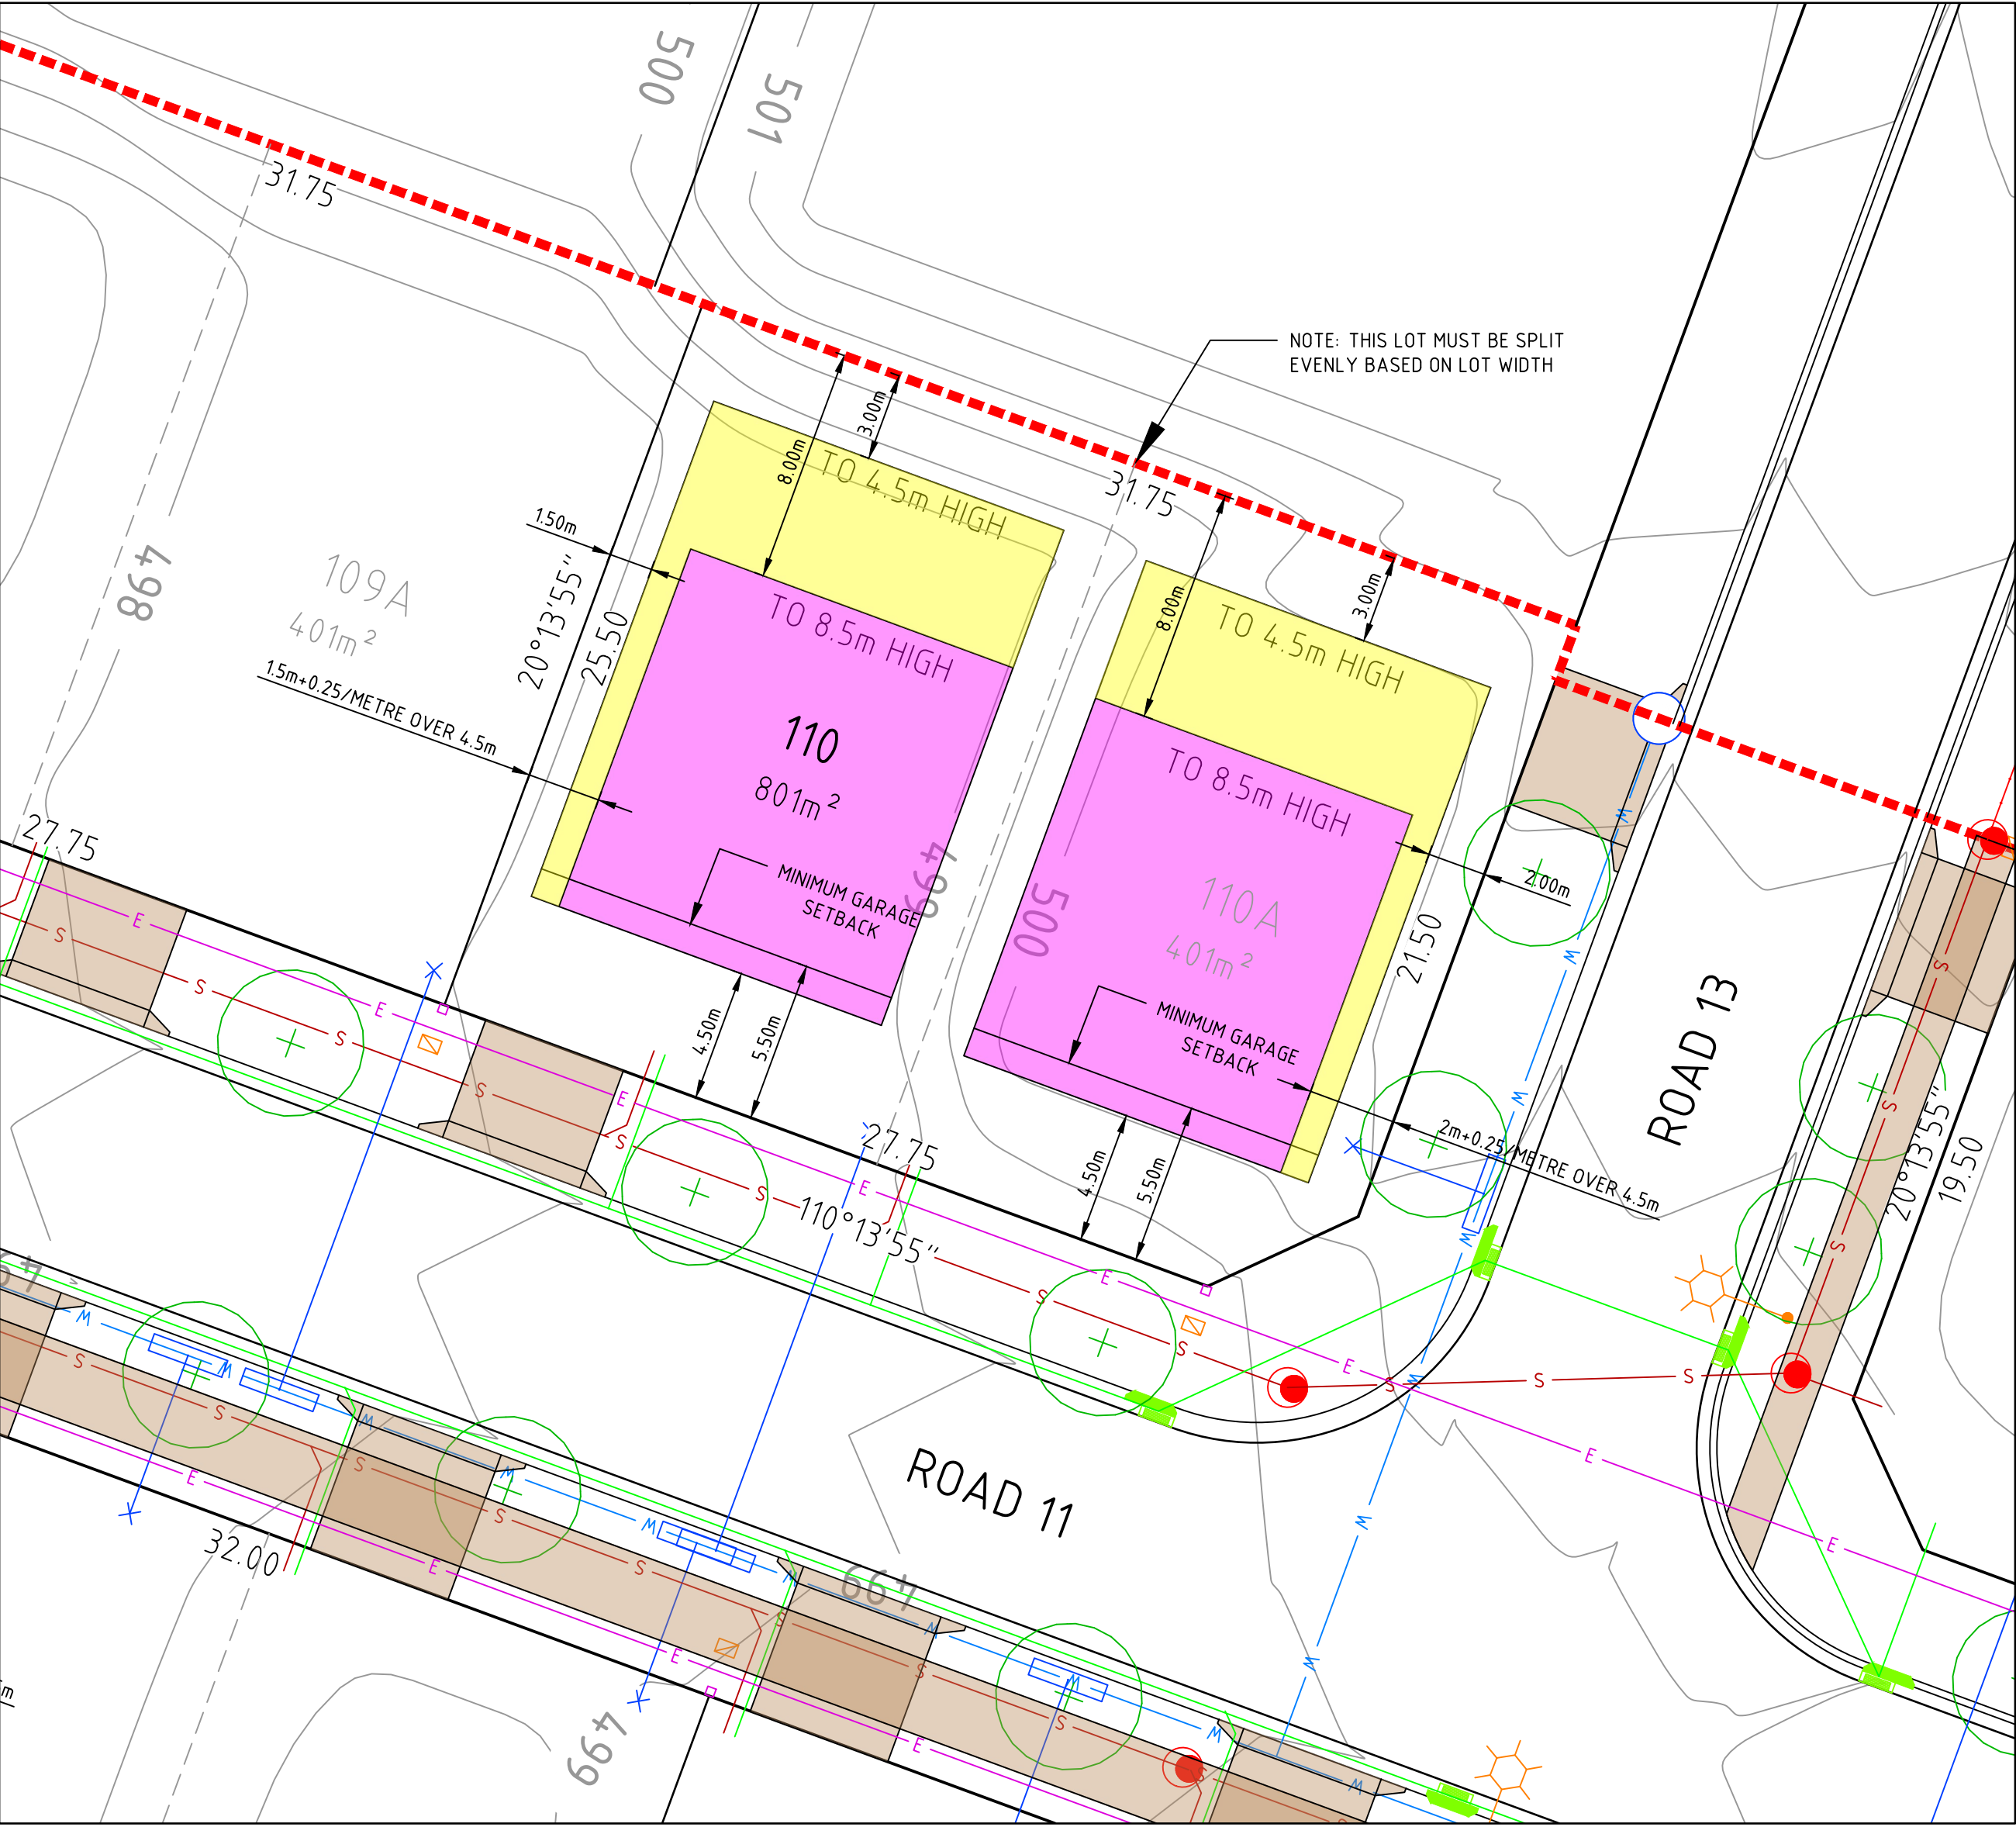 500
501
31.75
NOTE: THIS LOT MUST BE SPLIT
EVENLY BASED ON LOT WIDTH
3.00m
8.00m
TO 4.5m HIGH
31.75
1.50m
498
109A
401m²
20°13'55"
25.50
TO 8.5m HIGH
8.00m
3.00m
TO 4.5m HIGH
1.5m+0.25/METRE OVER 4.5m
110
801m²
TO 8.5m HIGH
27.75
MINIMUM GARAGE
SETBACK
499
500
110A
401m²
2.00m
21.50
W
E
S
S
E
S
S
E
S
W
W
4.50m
5.50m
MINIMUM GARAGE
SETBACK
ROAD 13
S
S
S
20°13'55"
19.50
27.75
E
S
110°13'55"
4.50m
5.50m
2m+0.25/METRE OVER 4.5m
W
49
E
S
S
E
S
S
S
W
W
S
W
S
E
W
S
W
S
E
ROAD 11
W
E
E
32.00
W
S
W
499
S
W
E
W
S
W
W
S
E
W
499
S
W
m